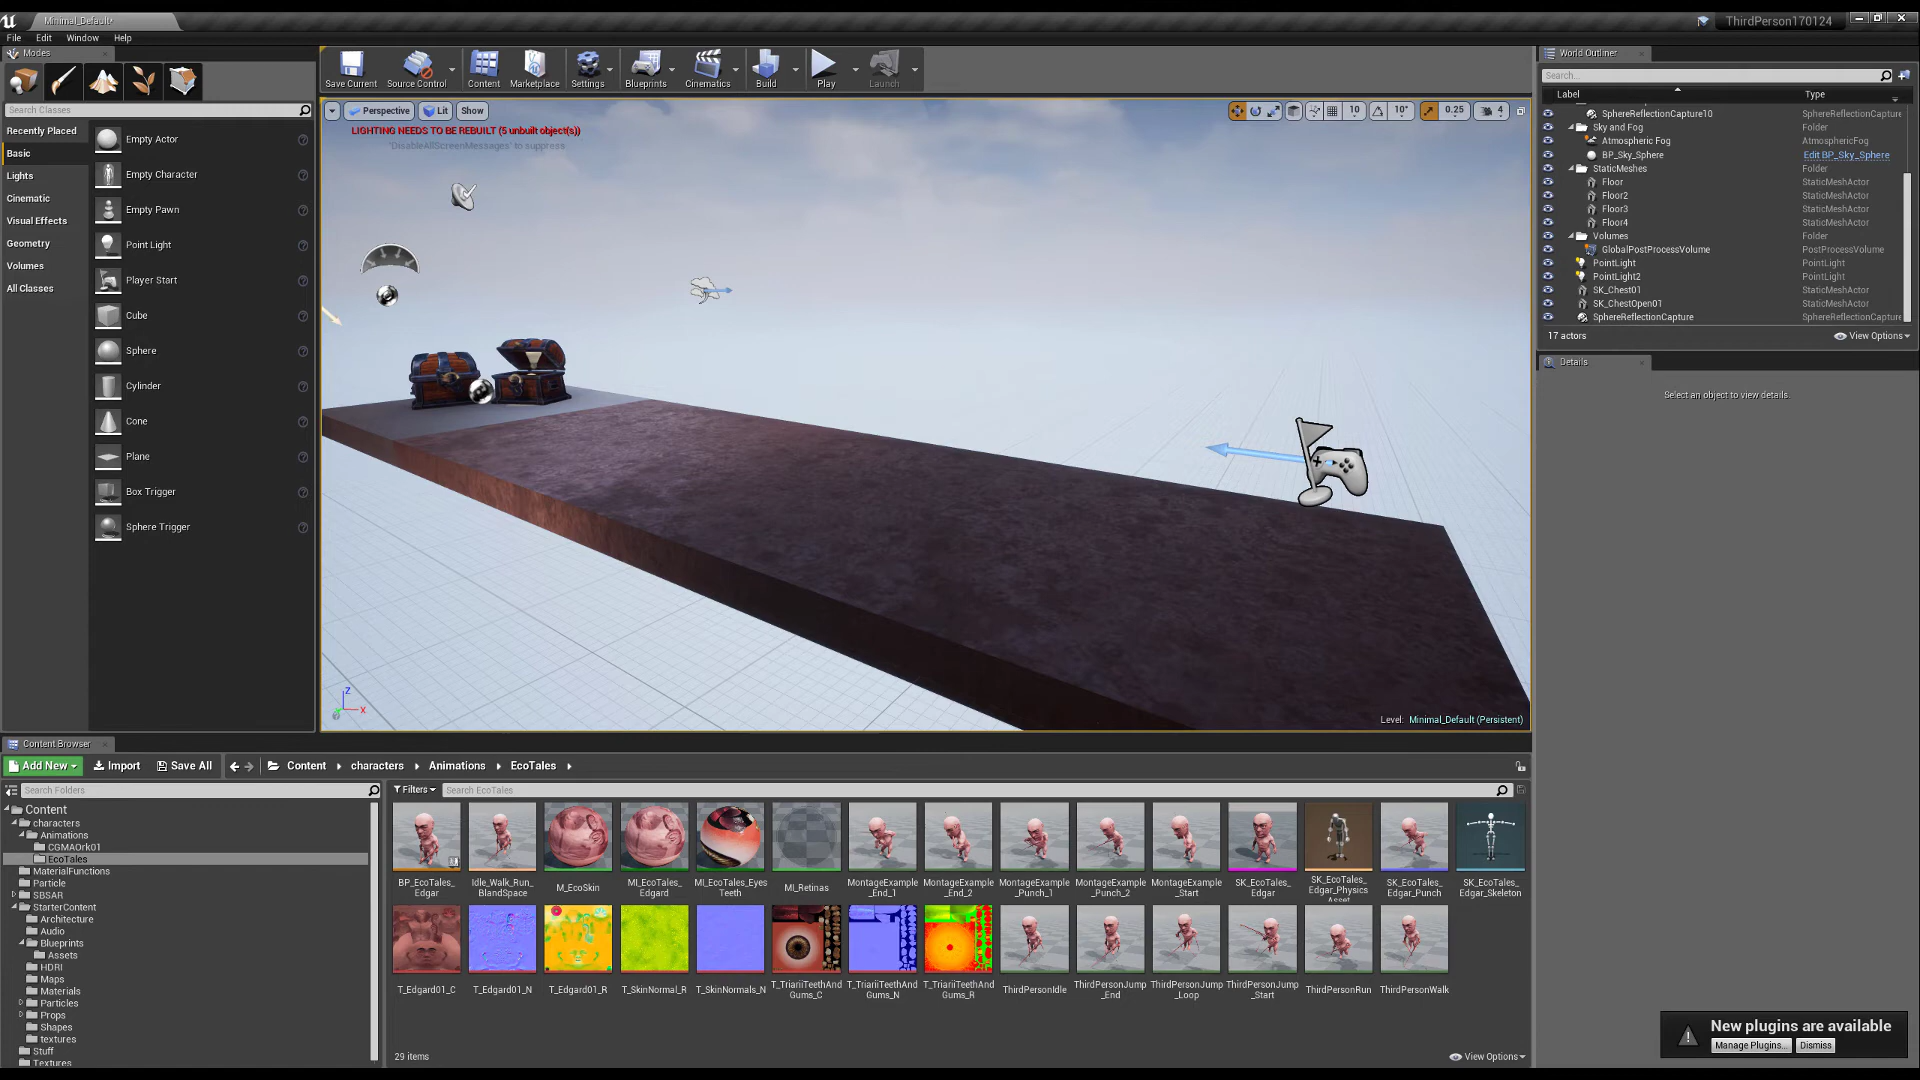 Minimal_Default*
ThirdPerson170124
File Edit Window Help
Modes
Search Classes
Recently Placed
Basic
Lights
Cinematic
Visual Effects
Geometry
Volumes
All Classes
Empty Actor
Empty Character
Empty Pawn
Point Light
Player Start
Cube
Sphere
Cylinder
Cone
Plane
Box Trigger
Sphere Trigger
Save Current Source Control Content Marketplace Settings Blueprints Cinematics Build Play Launch
Perspective Lit Show
10 10° 0.25 4
LIGHTING NEEDS TO BE REBUILT (5 unbuilt object(s))
'DisableAllScreenMessages' to suppress
Z
X
Level: Minimal_Default (Persistent)
World Outliner
Search...
Label Type
SphereReflectionCapture10 SphereReflectionCapture
Sky and Fog Folder
Atmospheric Fog AtmosphericFog
BP_Sky_Sphere Edit BP_Sky_Sphere
StaticMeshes Folder
Floor StaticMeshActor
Floor2 StaticMeshActor
Floor3 StaticMeshActor
Floor4 StaticMeshActor
Volumes Folder
GlobalPostProcessVolume PostProcessVolume
PointLight PointLight
PointLight2 PointLight
SK_Chest01 StaticMeshActor
SK_ChestOpen01 StaticMeshActor
SphereReflectionCapture SphereReflectionCapture
17 actors View Options
Details
Select an object to view details.
Content Browser
Add New Import Save All Content characters Animations EcoTales
Search Folders
Filters Search EcoTales
Content
characters
Animations
CGMAOrk01
EcoTales
MaterialFunctions
Particle
SBSAR
StarterContent
Architecture
Audio
Blueprints
Assets
HDRI
Maps
Materials
Particles
Props
Shapes
textures
Stuff
Textures
BP_EcoTales_
Edgar
Idle_Walk_Run_
BlandSpace
M_EcoSkin
MI_EcoTales_
Edgard
MI_EcoTales_Eyes
Teeth
MI_Retinas
MontageExample
_End_1
MontageExample
_End_2
MontageExample
_Punch_1
MontageExample
_Punch_2
MontageExample
_Start
SK_EcoTales_
Edgar
SK_EcoTales_
Edgar_Physics
Asset
SK_EcoTales_
Edgar_Punch
SK_EcoTales_
Edgar_Skeleton
T_Edgard01_C
T_Edgard01_N
T_Edgard01_R
T_SkinNormal_R
T_SkinNormals_N
T_TriariiTeethAnd
Gums_C
T_TriariiTeethAnd
Gums_N
T_TriariiTeethAnd
Gums_R
ThirdPersonIdle
ThirdPersonJump
_End
ThirdPersonJump
_Loop
ThirdPersonJump
_Start
ThirdPersonRun
ThirdPersonWalk
29 items View Options
New plugins are available
Manage Plugins... Dismiss